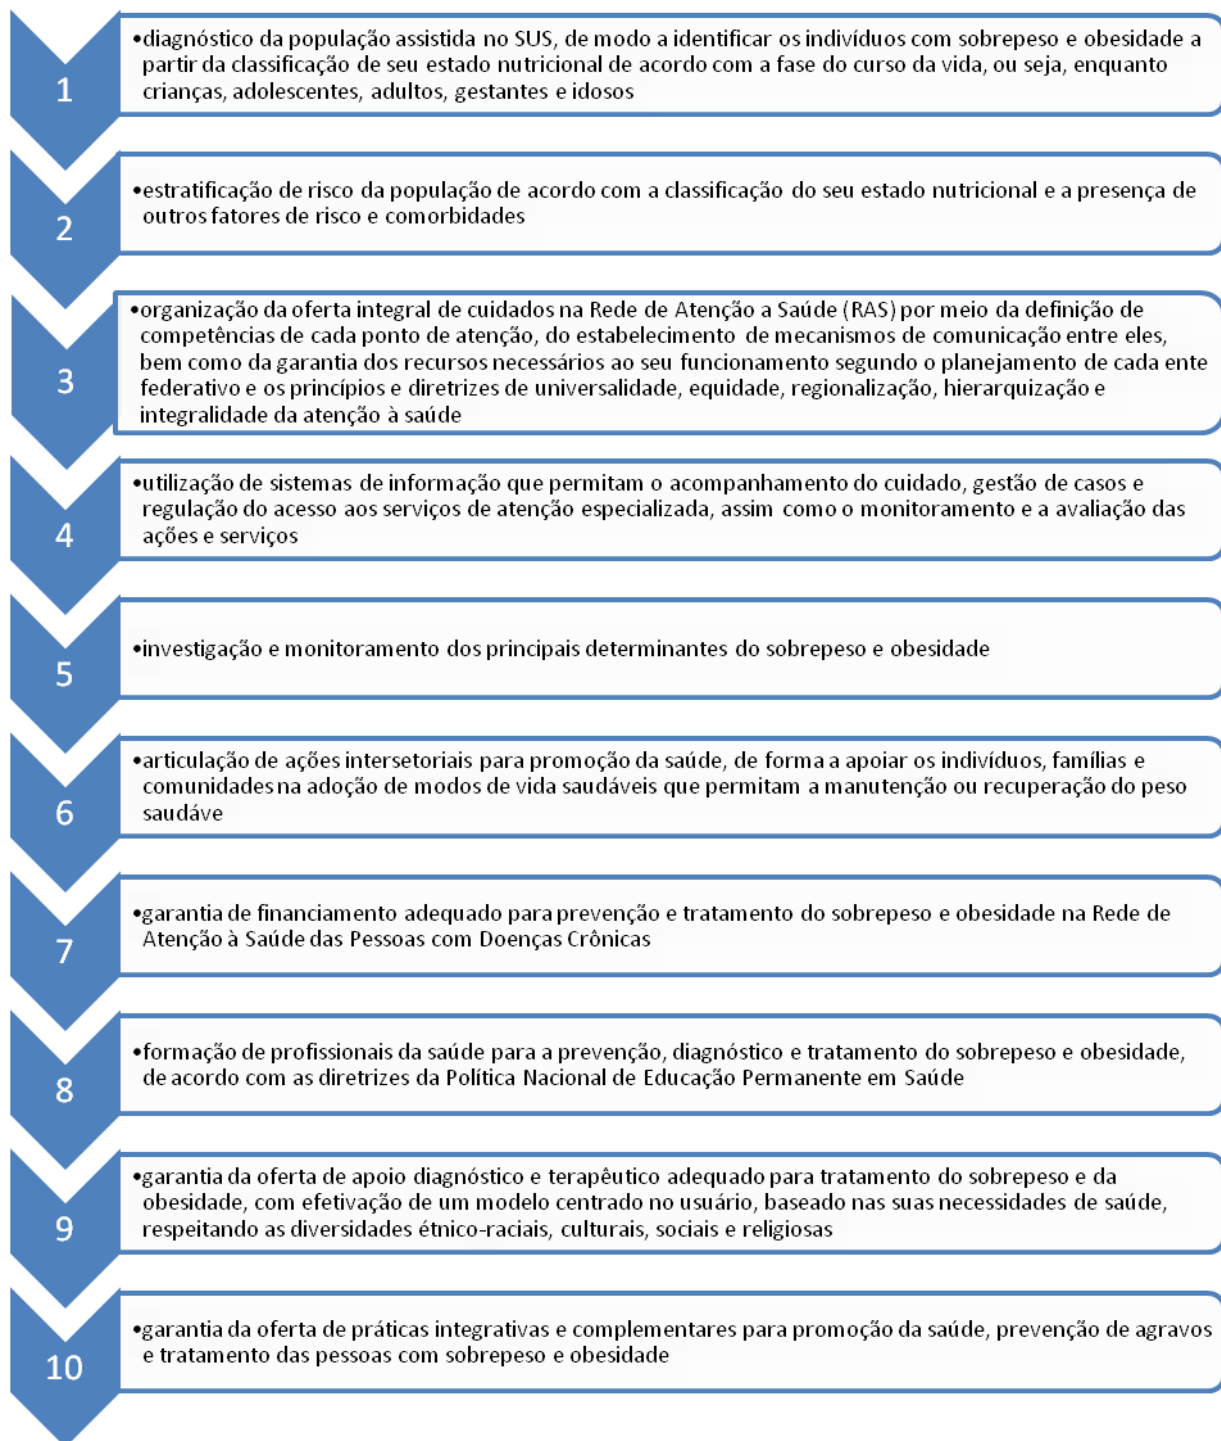 1
•diagnóstico da população assistida no SUS, de modo a identificar os indivíduos com sobrepeso e obesidade a
partir da classificação de seu estado nutricional de acordo com a fase do curso da vida, ou seja, enquanto
crianças, adolescentes, adultos, gestantes e idosos
2
•estratificação de risco da população de acordo com a classificação do seu estado nutricional e a presença de
outros fatores de risco e comorbidades
3
•organização da oferta integral de cuidados na Rede de Atenção a Saúde (RAS) por meio da definição de
competências de cada ponto de atenção, do estabelecimento de mecanismos de comunicação entre eles,
bem como da garantia dos recursos necessários ao seu funcionamento segundo o planejamento de cada ente
federativo e os princípios e diretrizes de universalidade, equidade, regionalização, hierarquização e
integralidade da atenção à saúde
4
•utilização de sistemas de informação que permitam o acompanhamento do cuidado, gestão de casos e
regulação do acesso aos serviços de atenção especializada, assim como o monitoramento e a avaliação das
ações e serviços
5
•investigação e monitoramento dos principais determinantes do sobrepeso e obesidade
6
•articulação de ações intersetoriais para promoção da saúde, de forma a apoiar os indivíduos, famílias e
comunidades na adoção de modos de vida saudáveis que permitam a manutenção ou recuperação do peso
saudáve
7
•garantia de financiamento adequado para prevenção e tratamento do sobrepeso e obesidade na Rede de
Atenção à Saúde das Pessoas com Doenças Crônicas
8
•formação de profissionais da saúde para a prevenção, diagnóstico e tratamento do sobrepeso e obesidade,
de acordo com as diretrizes da Política Nacional de Educação Permanente em Saúde
9
•garantia da oferta de apoio diagnóstico e terapêutico adequado para tratamento do sobrepeso e da
obesidade, com efetivação de um modelo centrado no usuário, baseado nas suas necessidades de saúde,
respeitando as diversidades étnico-raciais, culturais, sociais e religiosas
10
•garantia da oferta de práticas integrativas e complementares para promoção da saúde, prevenção de agravos
e tratamento das pessoas com sobrepeso e obesidade